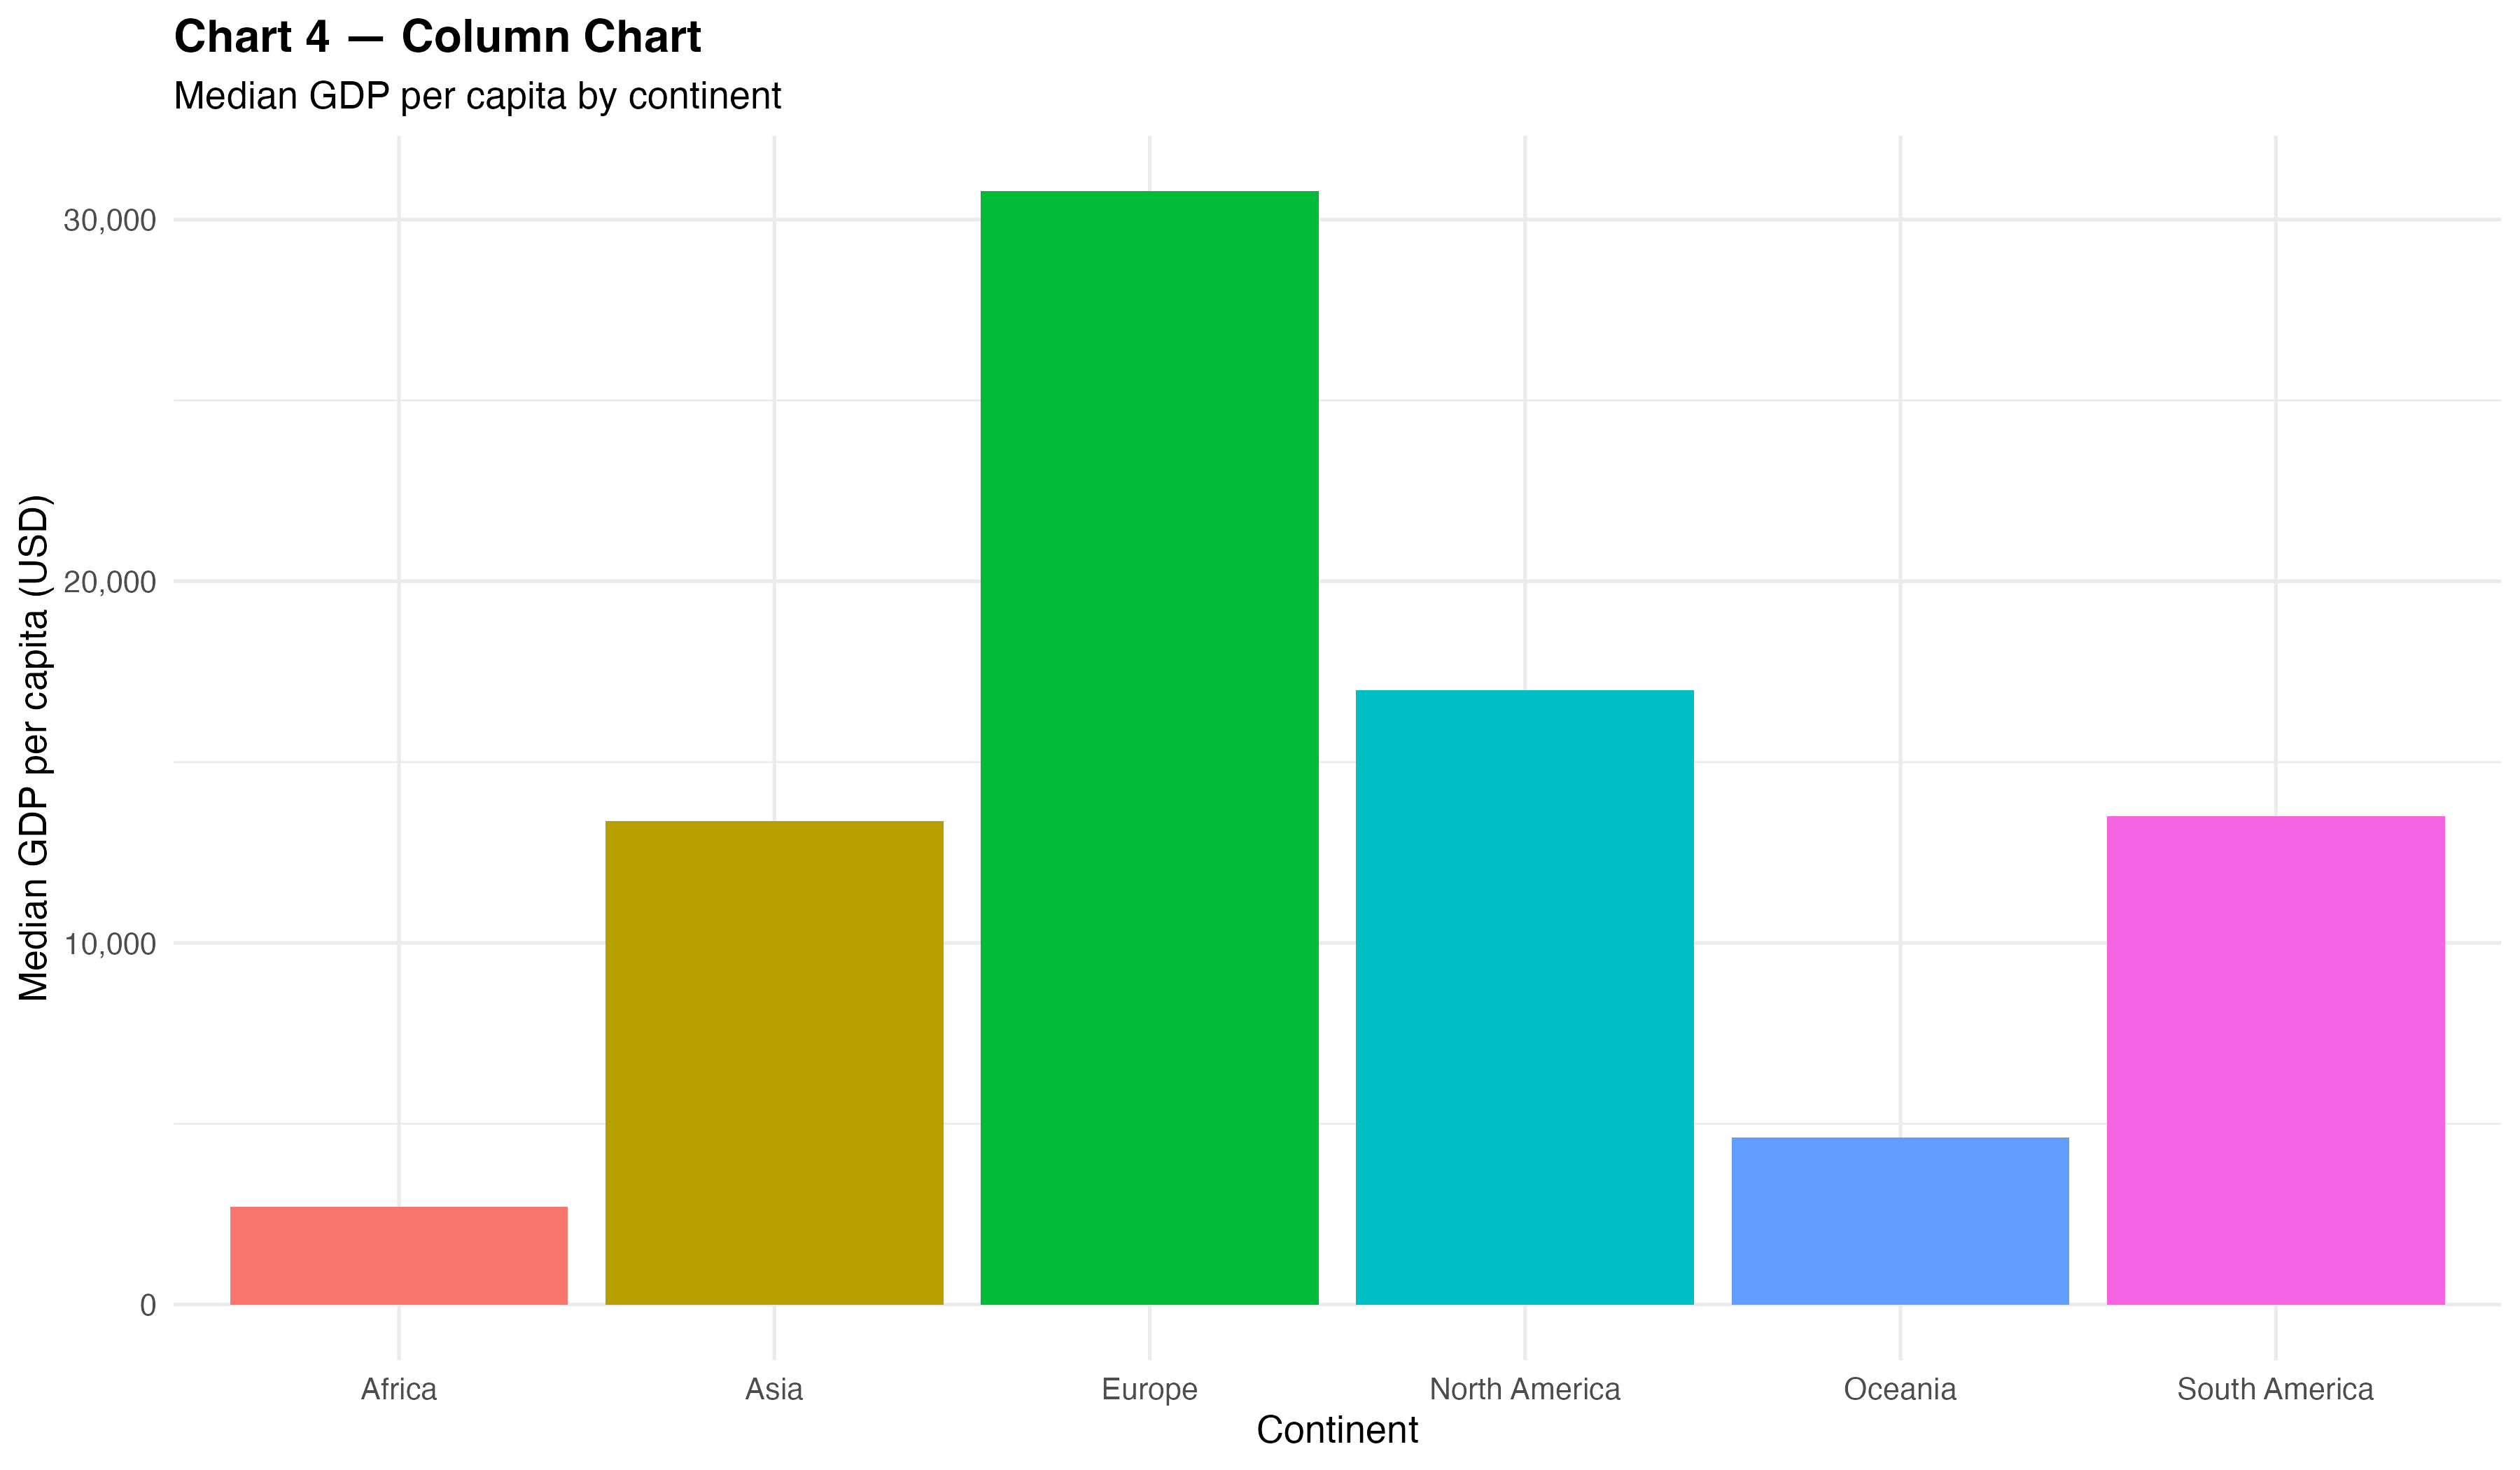 Chart 4 — Column Chart
Median GDP per capita by continent
Median GDP per capita (USD)
30,000
20,000
10,000
0
Africa Asia Europe North America Oceania South America
Continent